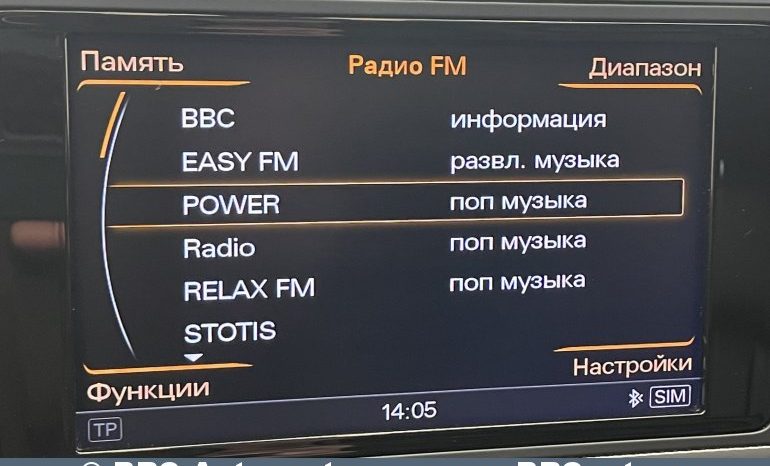 Память Радио FM Диапазон
BBC информация
EASY FM развл. музыка
POWER поп музыка
Radio поп музыка
RELAX FM поп музыка
STOTIS
Функции Настройки
TP 14:05 SIM